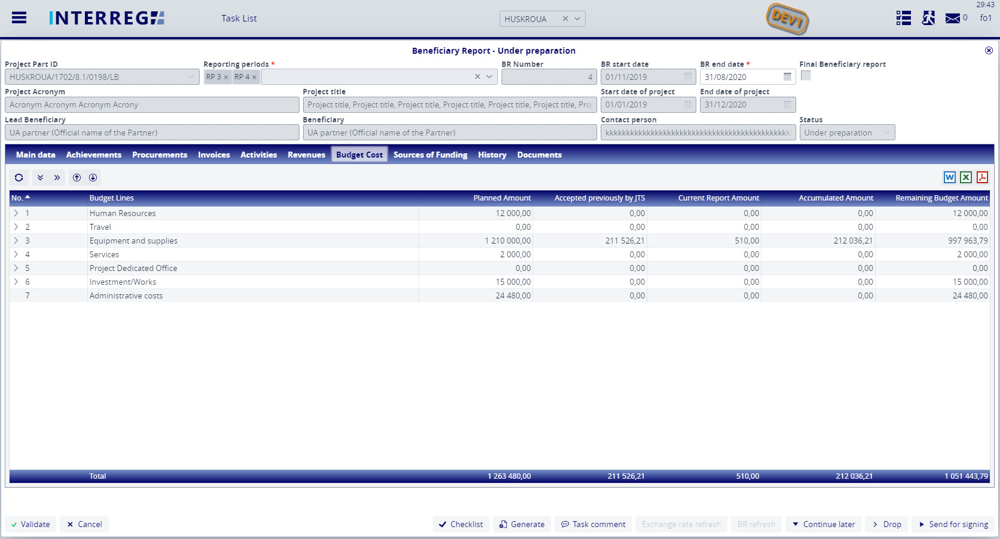 29:43
INTERREG
Task List
HUSKROUA
DEV1
0
fo1
Beneficiary Report - Under preparation
Project Part ID
Reporting periods *
BR Number
BR start date
BR end date *
Final Beneficiary report
HUSKROUA/1702/8.1/0198/LB
RP 3 ×
RP 4 ×
4
01/11/2019
31/08/2020
Project Acronym
Project title
Start date of project
End date of project
Acronym Acronym Acronym Acrony
Project title, Project title, Project title, Project title, Project title, Project title, Proj
01/01/2019
31/12/2020
Lead Beneficiary
Beneficiary
Contact person
Status
UA partner (Official name of the Partner)
UA partner (Official name of the Partner)
Under preparation
Main data Achievements Procurements Invoices Activities Revenues Budget Cost Sources of Funding History Documents
No. Budget Lines Planned Amount Accepted previously by JTS Current Report Amount Accumulated Amount Remaining Budget Amount
1 Human Resources 12 000,00 0,00 0,00 0,00 12 000,00
2 Travel 0,00 0,00 0,00 0,00 0,00
3 Equipment and supplies 1 210 000,00 211 526,21 510,00 212 036,21 997 963,79
4 Services 2 000,00 0,00 0,00 0,00 2 000,00
5 Project Dedicated Office 0,00 0,00 0,00 0,00 0,00
6 Investment/Works 15 000,00 0,00 0,00 0,00 15 000,00
7 Administrative costs 24 480,00 0,00 0,00 0,00 24 480,00
Total 1 263 480,00 211 526,21 510,00 212 036,21 1 051 443,79
Validate Cancel Checklist Generate Task comment Exchange rate refresh BR refresh Continue later Drop Send for signing